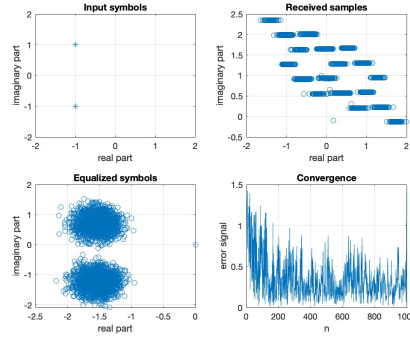 Input symbols
2
1
0
-1
-2
-2 -1 0 1 2
imaginary part
real part
Received samples
2.5
2
1.5
1
0.5
0
-0.5
-2 -1 0 1 2
imaginary part
real part
Equalized symbols
2
1
0
-1
-2
-2.5 -2 -1.5 -1 -0.5 0
imaginary part
real part
Convergence
1.5
1
0.5
0
0 200 400 600 800 1000
error signal
n